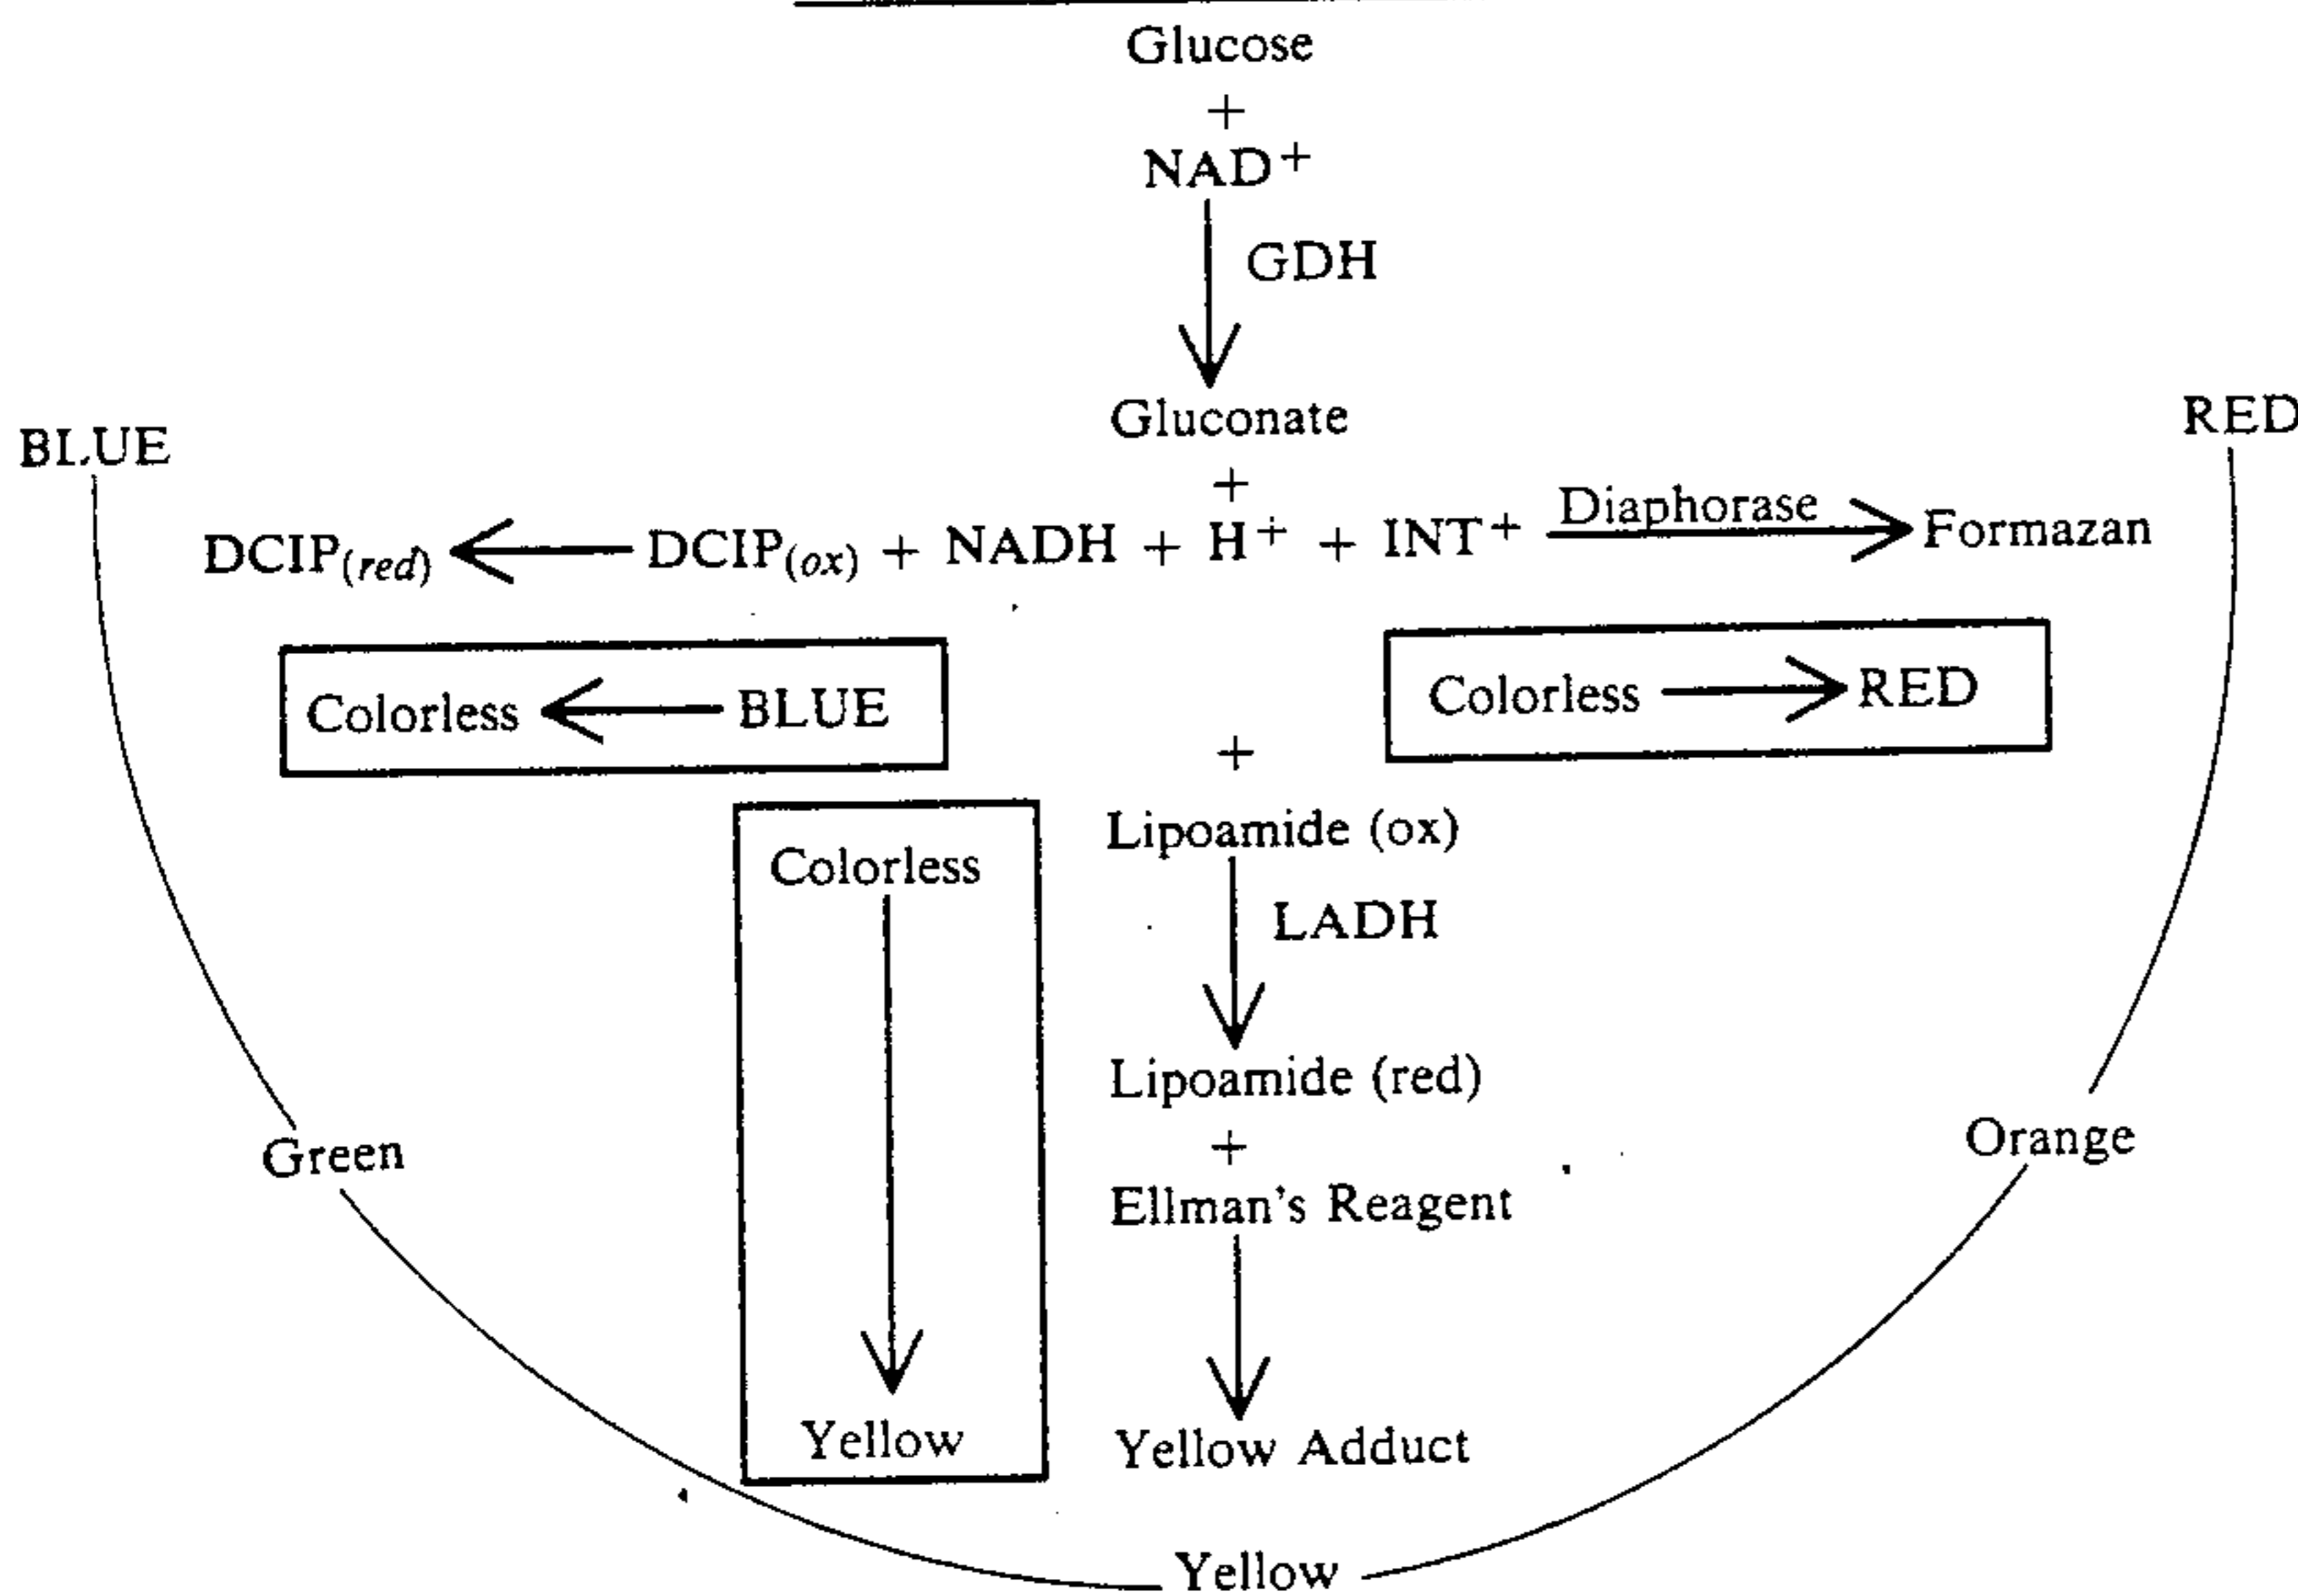 Glucose
+
NAD+
GDH
Gluconate
BLUE
RED
+
DCIP(red) ← DCIP(ox) + NADH + H+ + INT+ Diaphorase → Formazan
Colorless ← BLUE
Colorless → RED
+
Lipoamide (ox)
Colorless
LADH
Lipoamide (red)
+
Green
Orange
Ellman's Reagent
Yellow
Yellow Adduct
Yellow